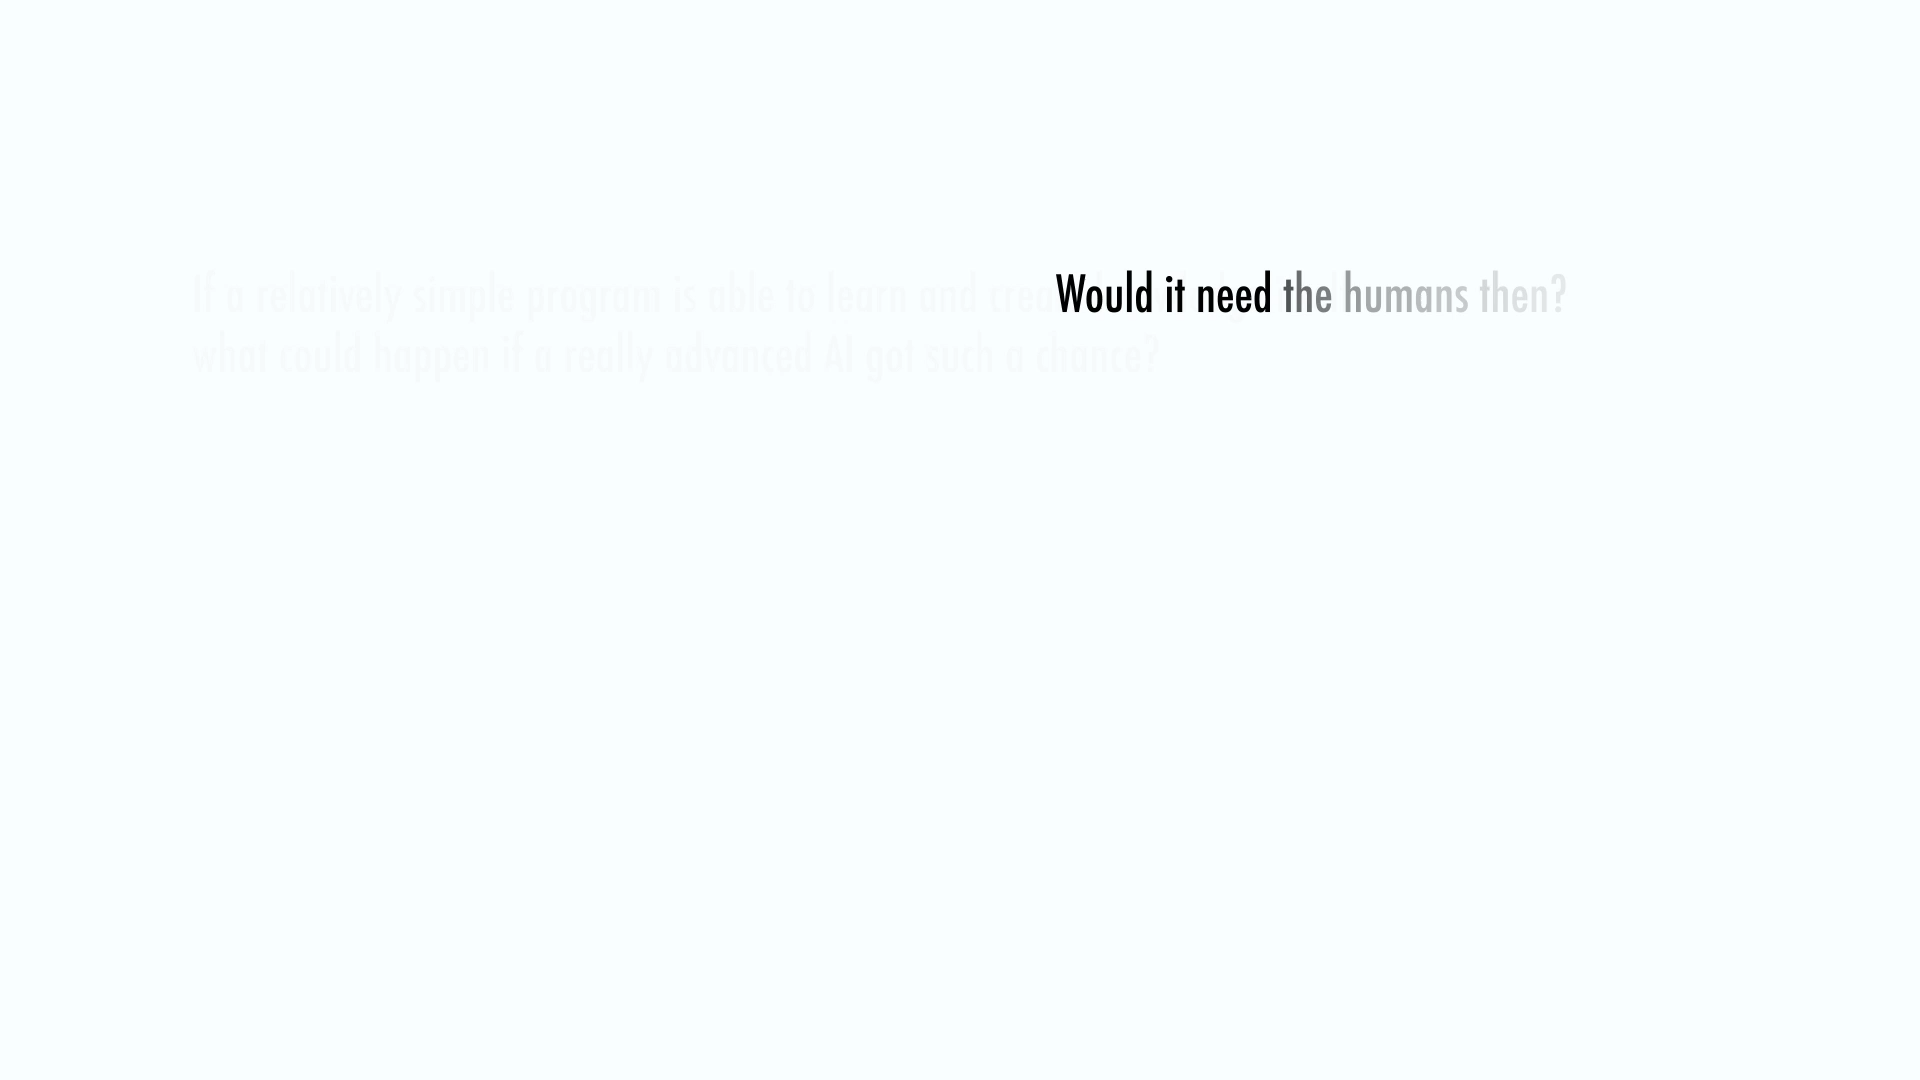 If a relatively simple program is able to learn and crea
Would it need the humans then?
what could happen if a really advanced AI got such a chance?